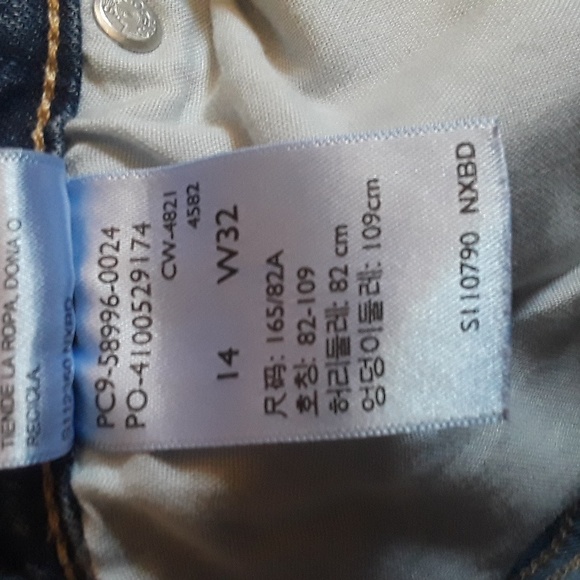 TIENDE LA ROPA, DONA O
RECICLA.
PC9-58996-0024
PO-4100529174
CW-4821
4582
14 W32
尺码: 165/82A
호칭: 82-109
허리둘레: 82 cm
엉덩이둘레: 109cm
S110790 NXBD